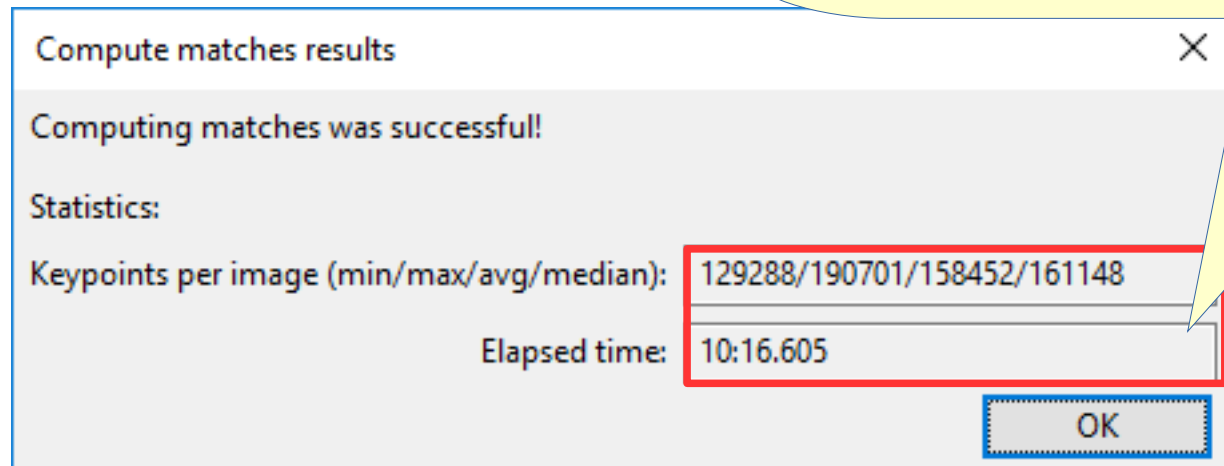 Compute matches results
Computing matches was successful!
Statistics:
Keypoints per image (min/max/avg/median): 129288/190701/158452/161148
Elapsed time: 10:16.605
OK